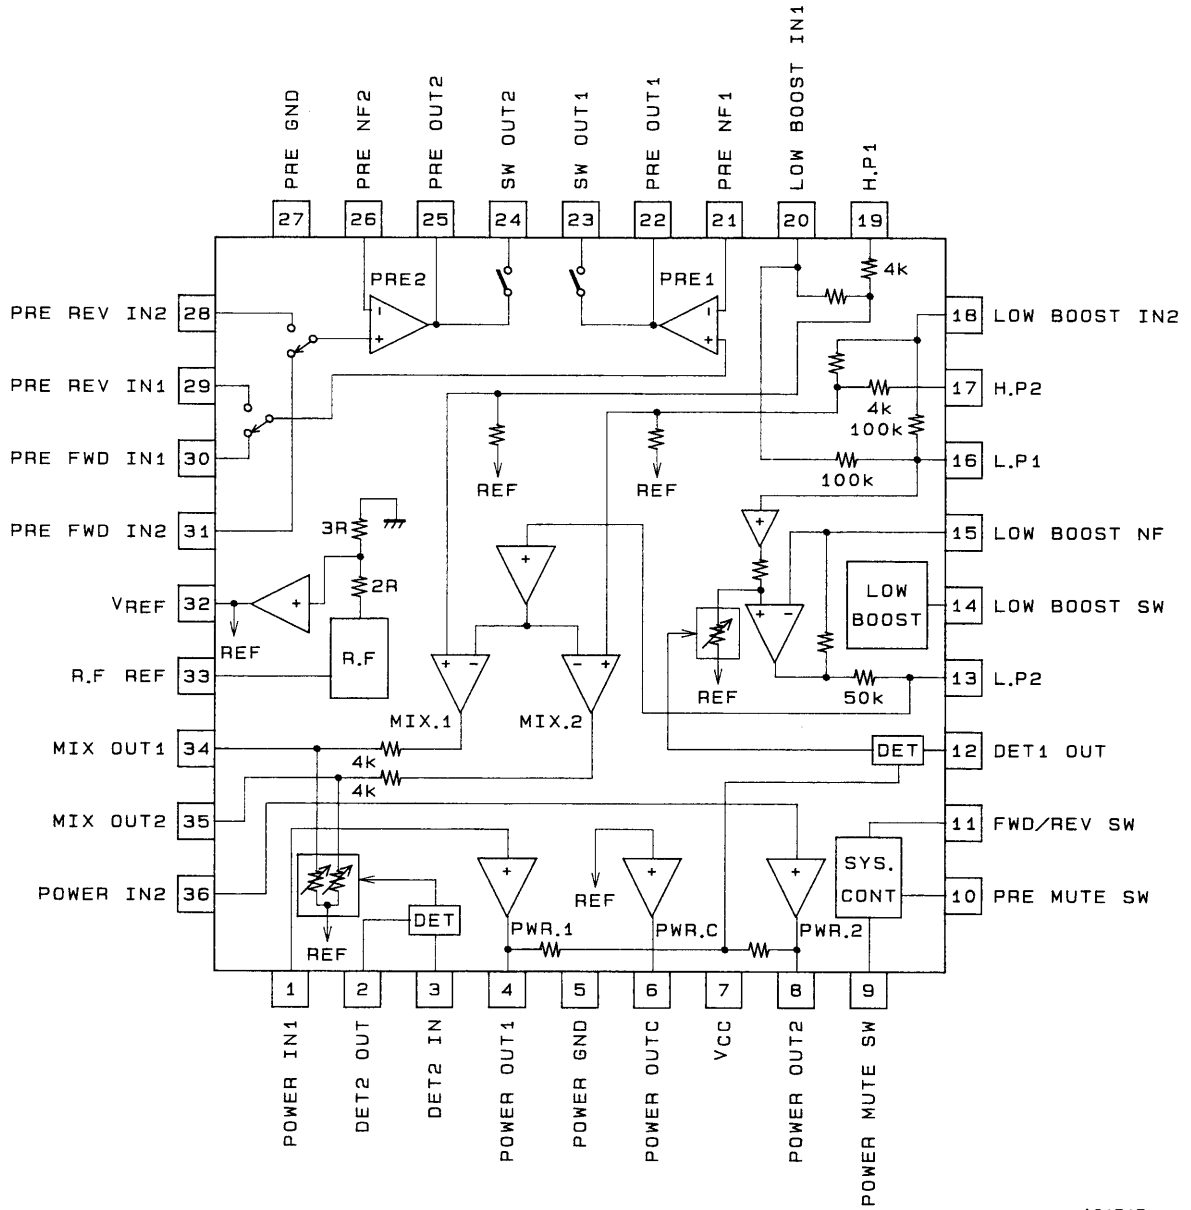 PRE GND
PRE NF2
PRE OUT2
SW OUT2
SW OUT1
PRE OUT1
PRE NF1
LOW BOOST IN1
H.P1
27
26
25
24
23
22
21
20
19
PRE2
PRE1
4k
PRE REV IN2
28
18
LOW BOOST IN2
PRE REV IN1
29
17
H.P2
4k
100k
PRE FWD IN1
30
16
L.P1
REF
REF
100k
PRE FWD IN2
31
3R
15
LOW BOOST NF
VREF
32
2R
LOW BOOST
14
LOW BOOST SW
REF
R.F REF
33
R.F
REF
50k
13
L.P2
MIX.1
MIX.2
MIX OUT1
34
4k
DET
12
DET1 OUT
4k
MIX OUT2
35
11
FWD/REV SW
POWER IN2
36
REF
SYS. CONT
10
PRE MUTE SW
DET
REF
PWR.1
PWR.C
PWR.2
1
2
3
4
5
6
7
8
9
POWER IN1
DET2 OUT
DET2 IN
POWER OUT1
POWER GND
POWER OUTC
VCC
POWER OUT2
POWER MUTE SW